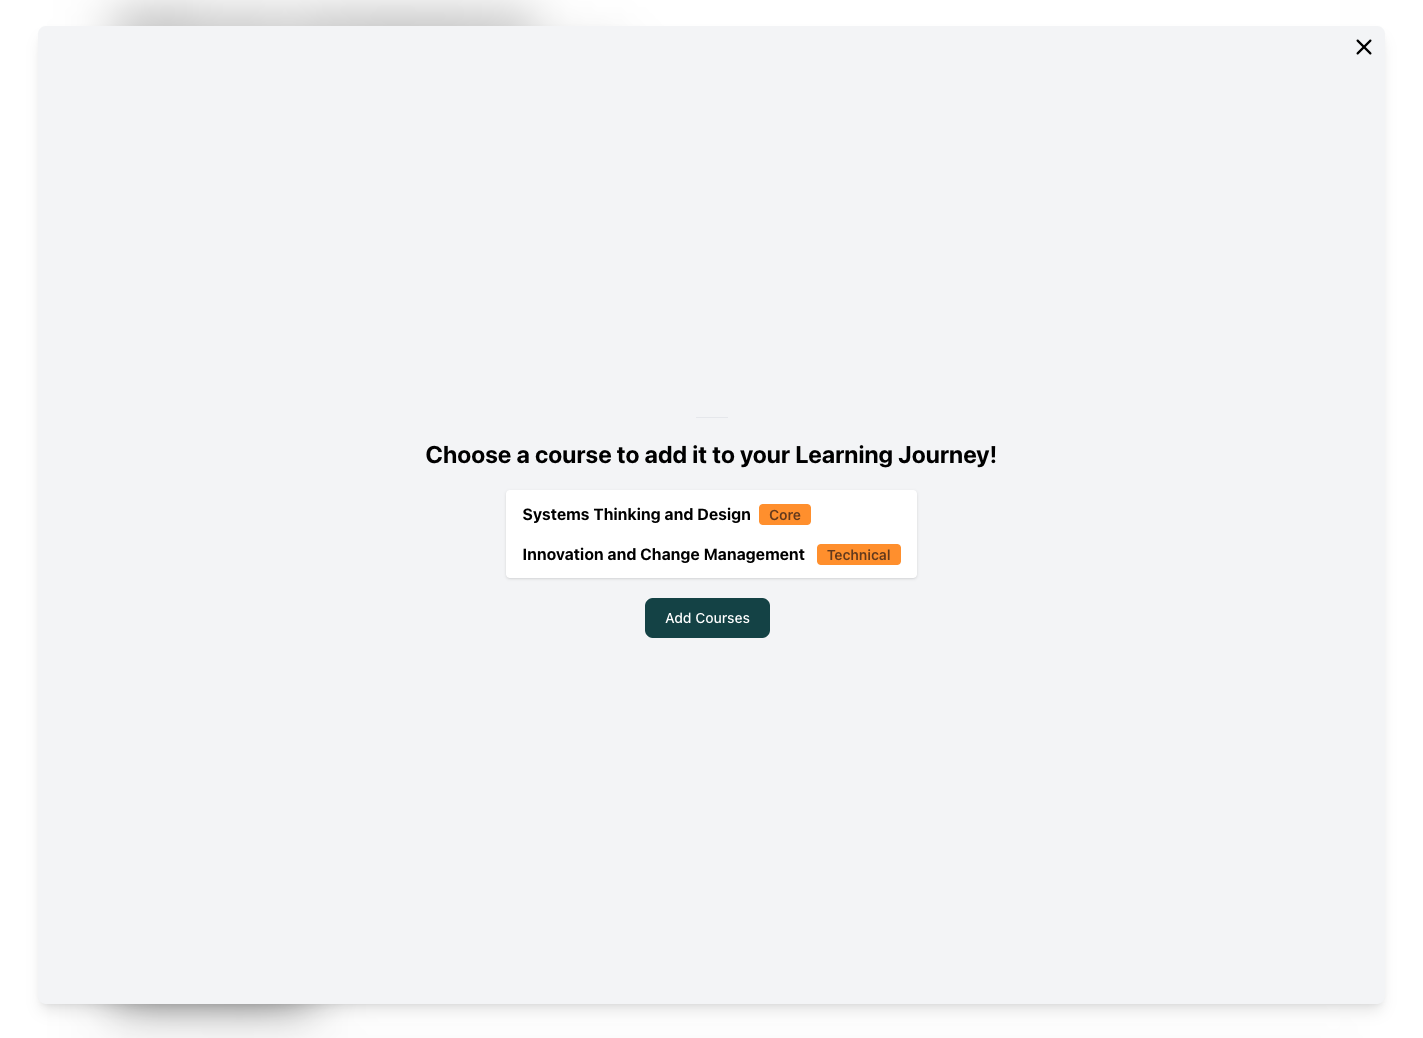 Choose a course to add it to your Learning Journey!
Systems Thinking and Design Core
Innovation and Change Management Technical
Add Courses